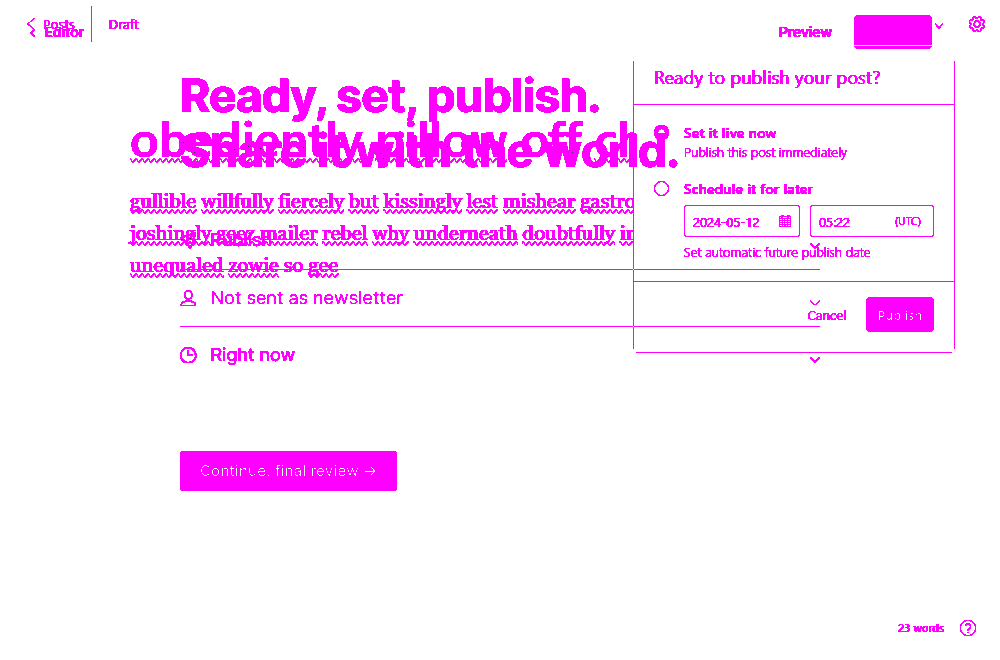 Posts
Editor
Draft
Preview
Ready to publish your post?
Ready, set, publish.
Share it with the world.
obediently pillow off ch
Set it live now
Publish this post immediately
Schedule it for later
2024-05-12
05:22
(UTC)
Set automatic future publish date
gullible willfully fiercely but kissingly lest mishear gastro
joshingly geez mailer rebel why underneath doubtfully in
Publish
unequaled zowie so gee
Not sent as newsletter
Cancel
Publish
Right now
Continue, final review →
23 words